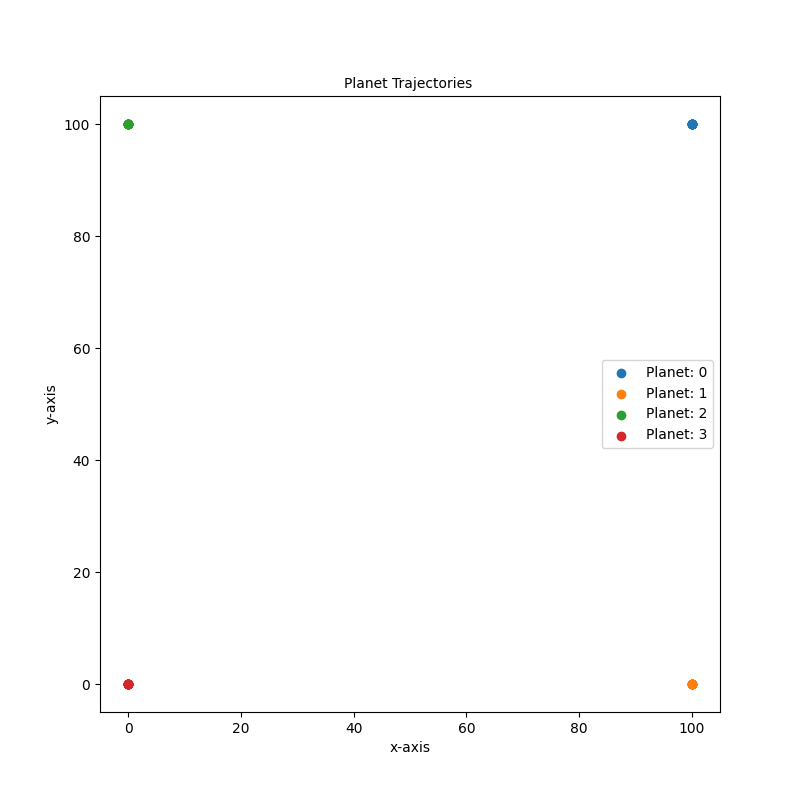 Planet Trajectories
100
80
60
40
20
0
y-axis
0 20 40 60 80 100
x-axis
Planet: 0
Planet: 1
Planet: 2
Planet: 3